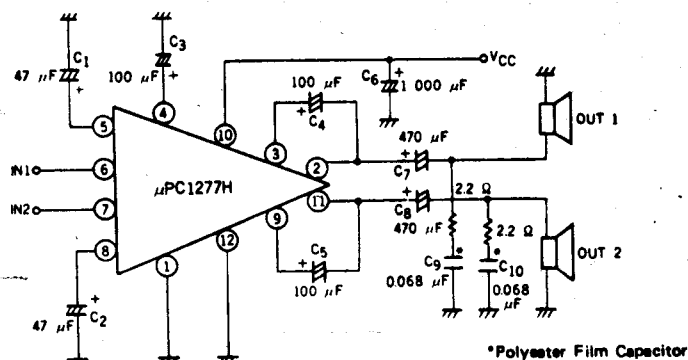 C1
47 µF
+
C3
100 µF
+
VCC
100 µF
+
C4
C6
+
1 000 µF
OUT 1
5
4
10
3
2
470 µF
+
C7
IN1
6
µPC1277H
IN2
7
11
+
C8
470 µF
2.2 Ω
2.2 Ω
OUT 2
8
9
12
1
+
C5
100 µF
*
C9
0.068 µF
*
C10
0.068 µF
+
47 µF
C2
*Polyester Film Capacitor